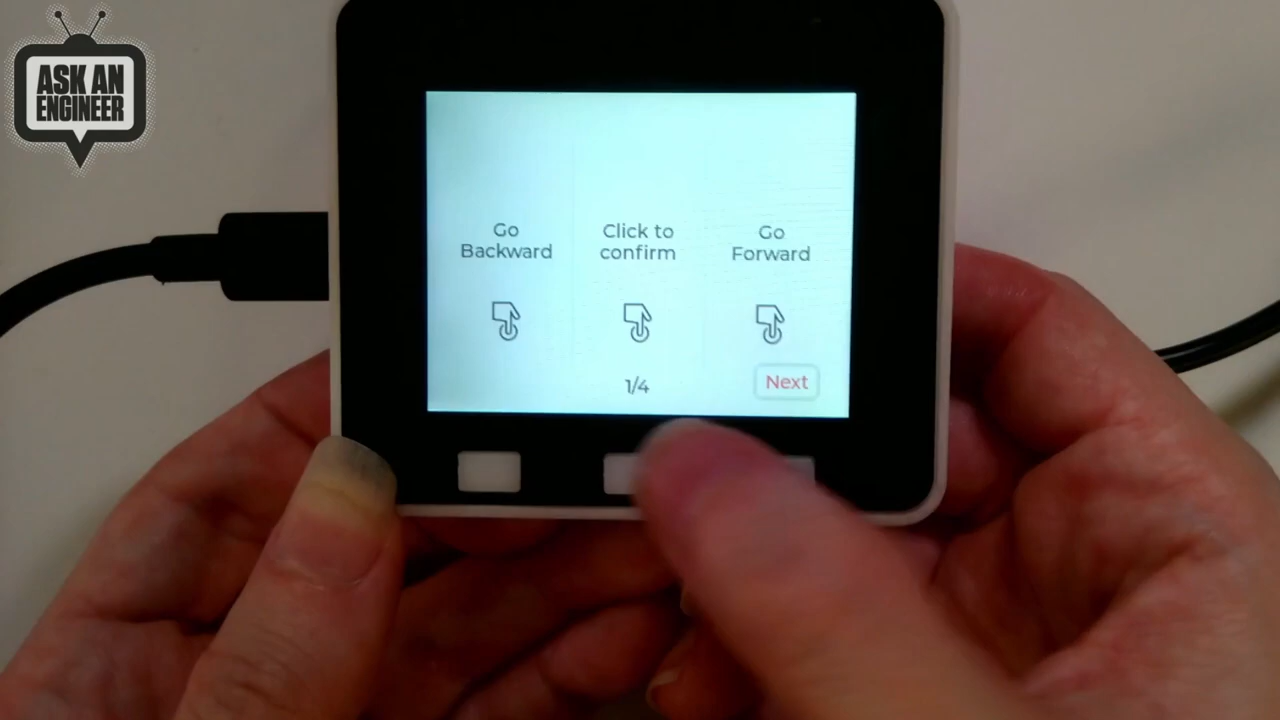 ASK AN
ENGINEER
Go
Backward
Click to
confirm
Go
Forward
1/4
Next